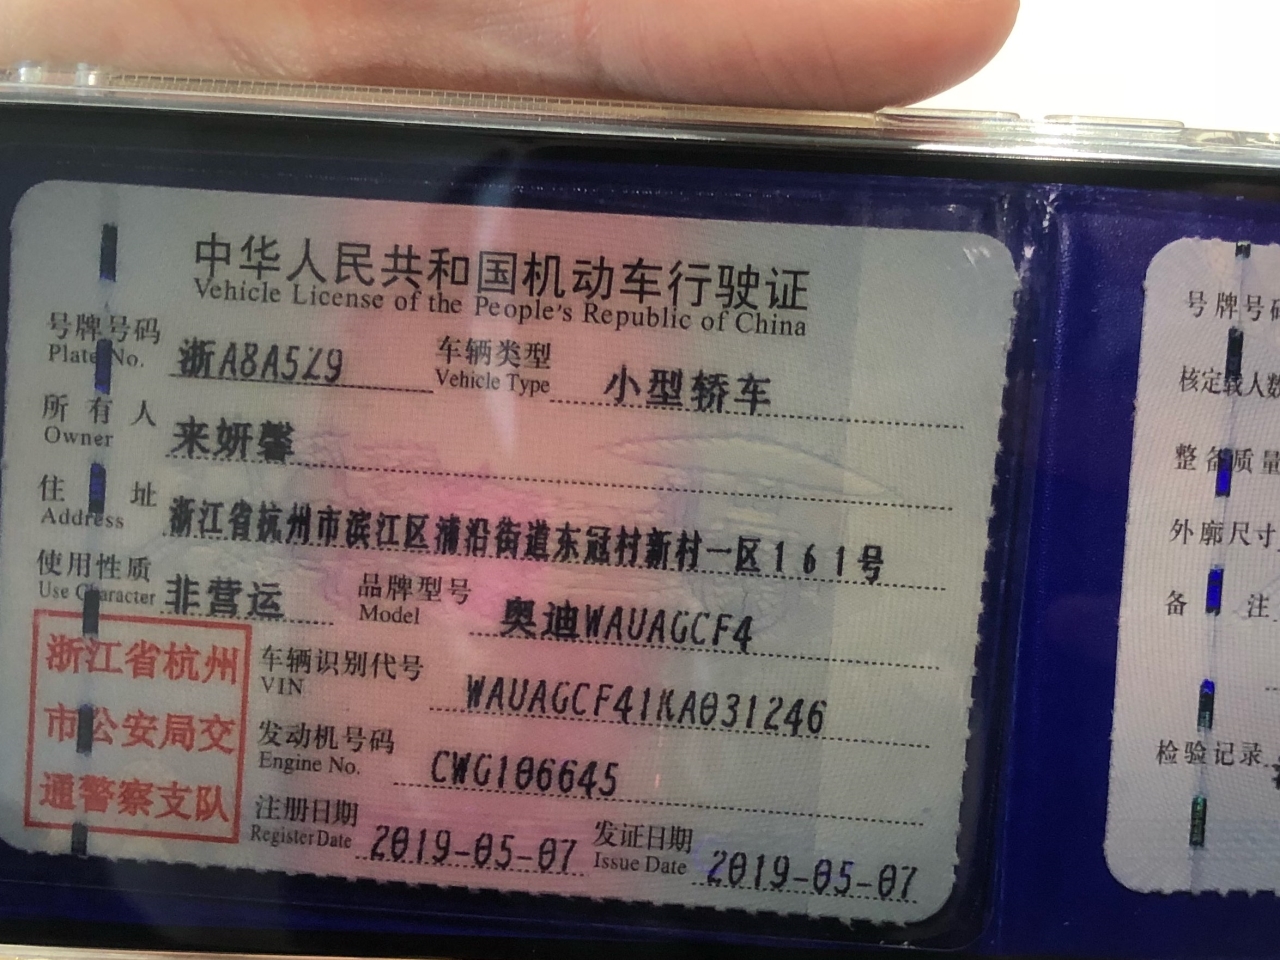 中华人民共和国机动车行驶证
Vehicle License of the People's Republic of China
号牌号码 浙A8A5Z9 车辆类型 小型轿车
Plate No. Vehicle Type
所有人 来妍馨
Owner
住址 浙江省杭州市滨江区浦沿街道东冠村新村一区161号
Address
使用性质 非营运 品牌型号 奥迪WAUAGCF4
Use Character Model
浙江省杭州
市公安局交
通警察支队
车辆识别代号 WAUAGCF41KA031246
VIN
发动机号码 CWG106645
Engine No.
注册日期 2019-05-07 发证日期 2019-05-07
Register Date Issue Date
号牌号码
核定载人数
整备质量
外廓尺寸
备注
检验记录